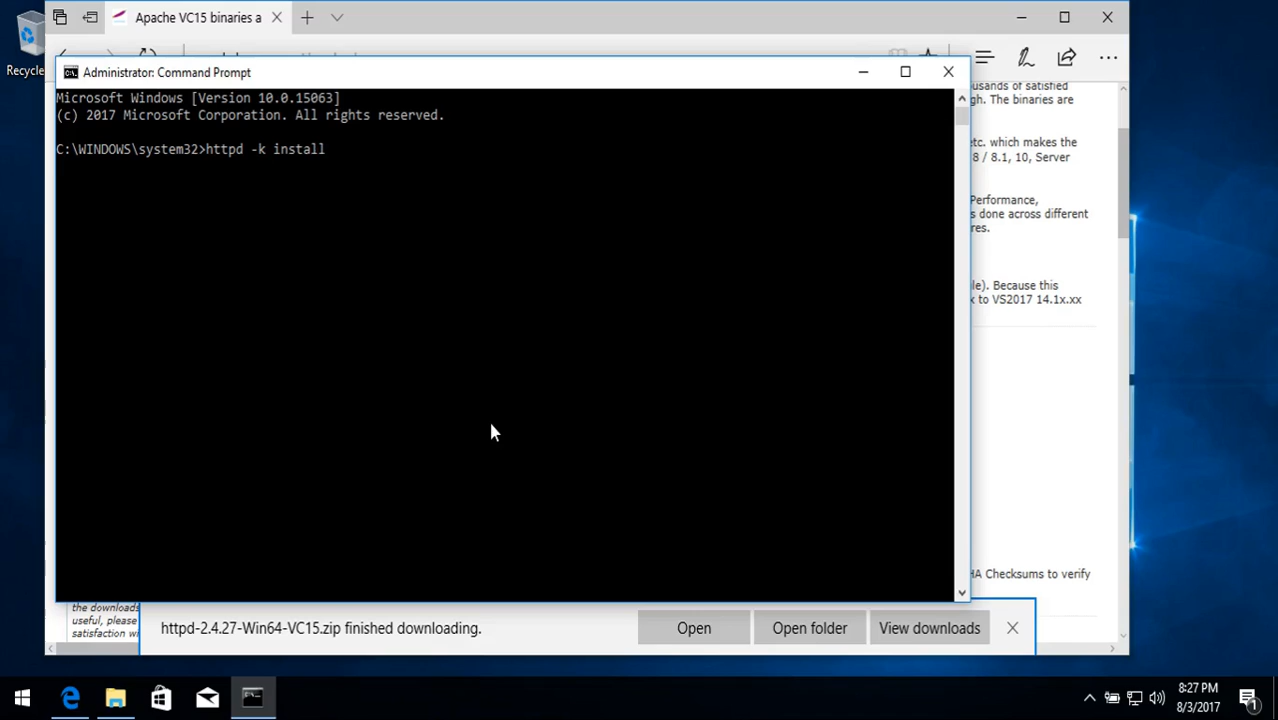 Apache VC15 binaries a
Recycle
Administrator: Command Prompt
Microsoft Windows [Version 10.0.15063]
(c) 2017 Microsoft Corporation. All rights reserved.
C:\WINDOWS\system32>httpd -k install
usands of satisfied
gh. The binaries are
etc. which makes the
8 / 8.1, 10, Server
Performance,
s done across different
res.
le). Because this
x to VS2017 14.1x.xx
HA Checksums to verify
the downloads
useful, please
satisfaction wi
httpd-2.4.27-Win64-VC15.zip finished downloading.
Open
Open folder
View downloads
8:27 PM
8/3/2017
1